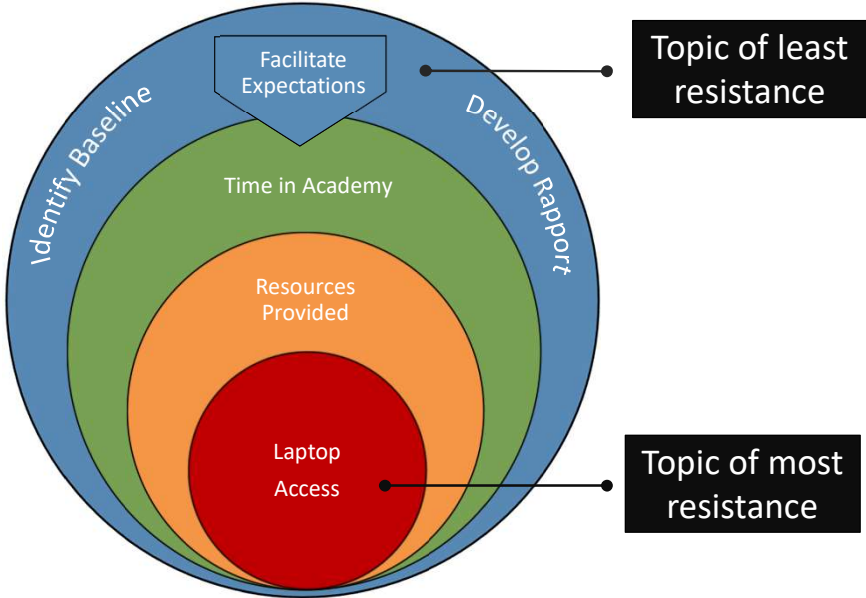 Facilitate
Expectations
Identify Baseline
Develop Rapport
Topic of least
resistance
Time in Academy
Resources
Provided
Laptop
Access
Topic of most
resistance